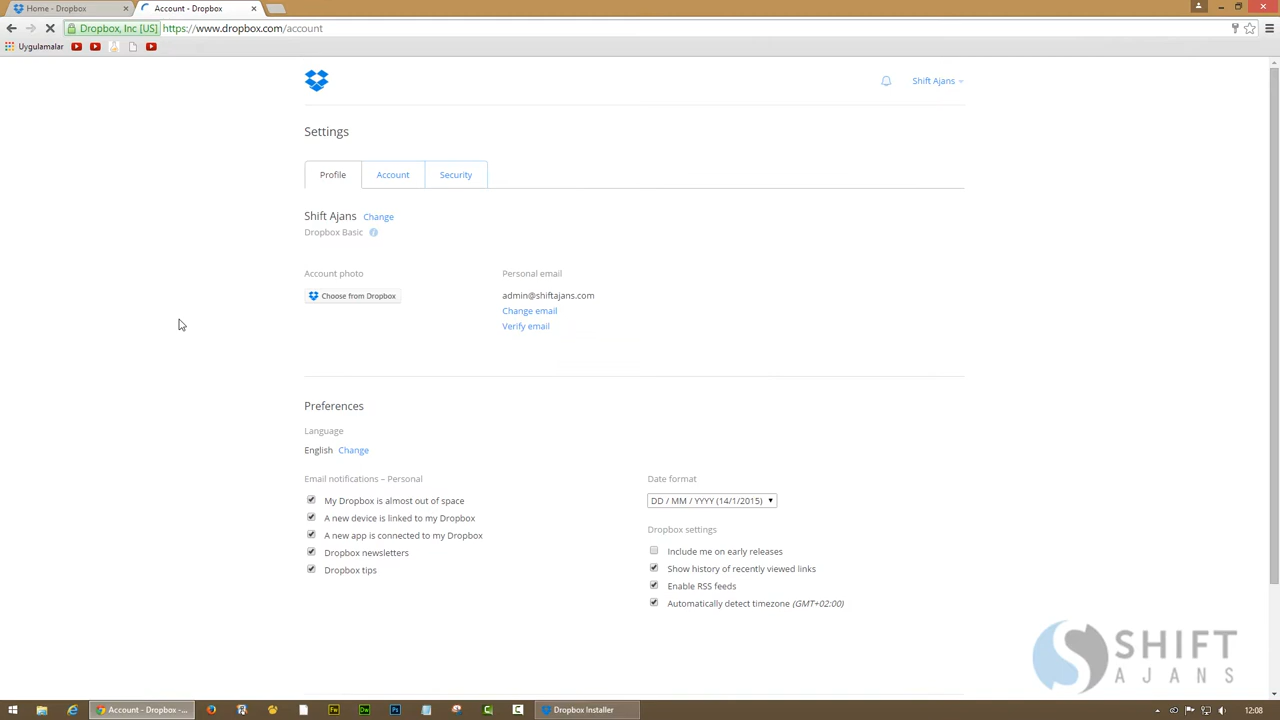 Home - Dropbox
Account - Dropbox
Dropbox, Inc [US]
https://www.dropbox.com/account
Uygulamalar
Shift Ajans
Settings
Profile
Account
Security
Shift Ajans Change
Dropbox Basic
Account photo
Personal email
Choose from Dropbox
admin@shiftajans.com
Change email
Verify email
Preferences
Language
English Change
Email notifications – Personal
My Dropbox is almost out of space
A new device is linked to my Dropbox
A new app is connected to my Dropbox
Dropbox newsletters
Dropbox tips
Date format
DD / MM / YYYY (14/1/2015)
Dropbox settings
Include me on early releases
Show history of recently viewed links
Enable RSS feeds
Automatically detect timezone (GMT+02:00)
SHIFT
AJANS
Account - Dropbox -...
Fw
Dw
Ps
Dropbox Installer
12:08